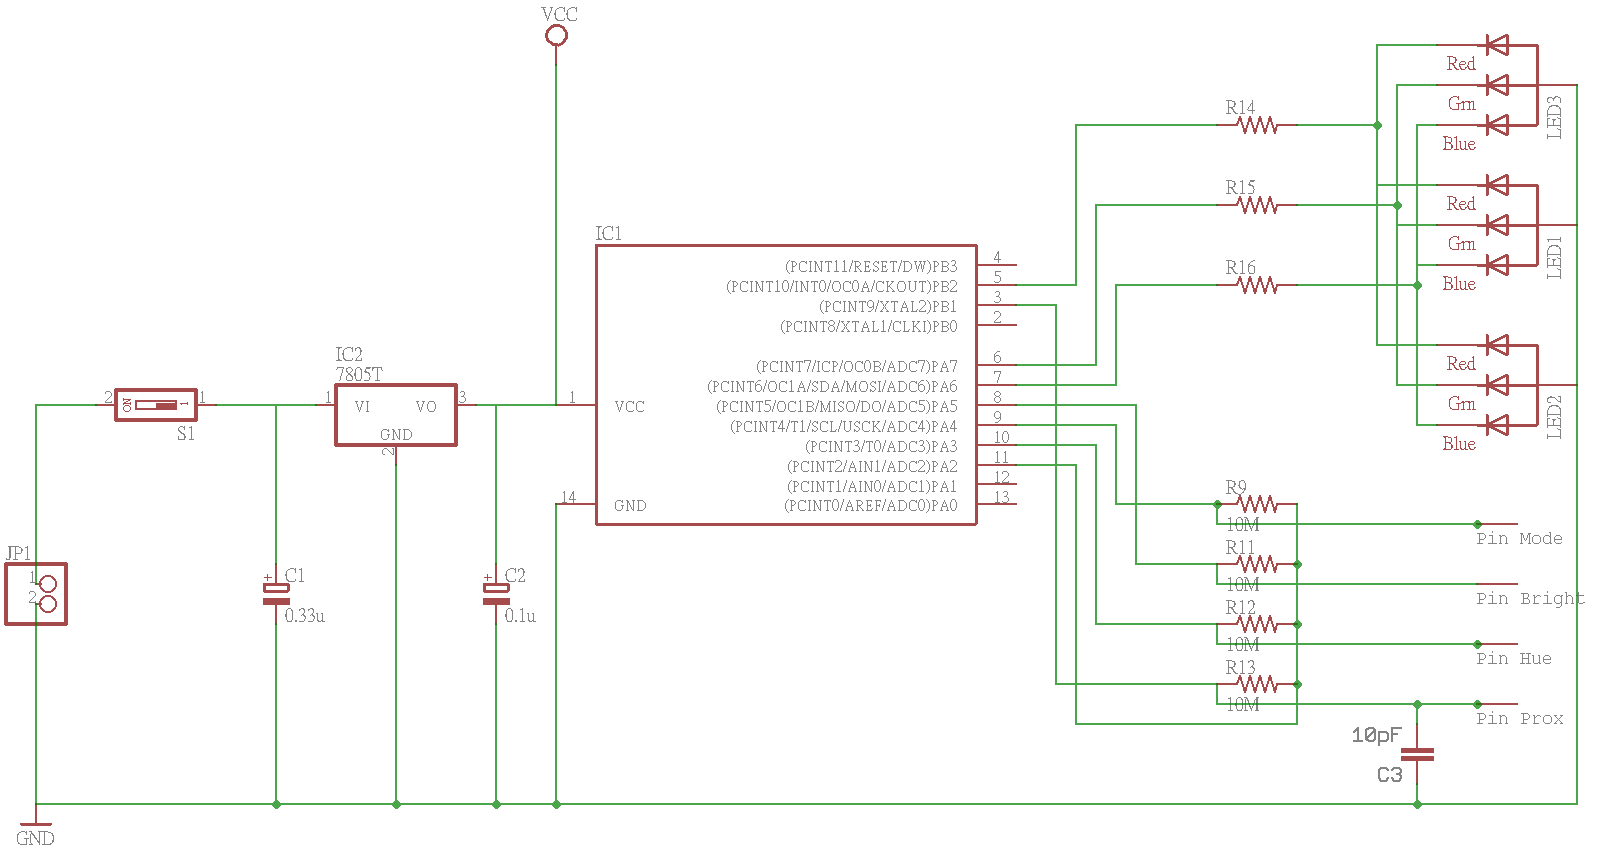 VCC
R14
Red
Grn
Blue
LED3
R15
Red
Grn
Blue
LED1
R16
Red
Grn
Blue
LED2
IC1
(PCINT11/RESET/DW)PB3 4
(PCINT10/INT0/OC0A/CKOUT)PB2 5
(PCINT9/XTAL2)PB1 3
(PCINT8/XTAL1/CLKI)PB0 2
(PCINT7/ICP/OC0B/ADC7)PA7 6
(PCINT6/OC1A/SDA/MOSI/ADC6)PA6 7
1 VCC (PCINT5/OC1B/MISO/DO/ADC5)PA5 8
(PCINT4/T1/SCL/USCK/ADC4)PA4 9
(PCINT3/T0/ADC3)PA3 10
(PCINT2/AIN1/ADC2)PA2 11
(PCINT1/AIN0/ADC1)PA1 12
14 GND (PCINT0/AREF/ADC0)PA0 13
IC2
7805T
1 VI VO 3
GND
2
2 ON 1 1
S1
JP1
1
2
C1
0.33u
C2
0.1u
R9
10M
Pin Mode
R11
10M
Pin Bright
R12
10M
Pin Hue
R13
10M
Pin Prox
10pF
C3
GND